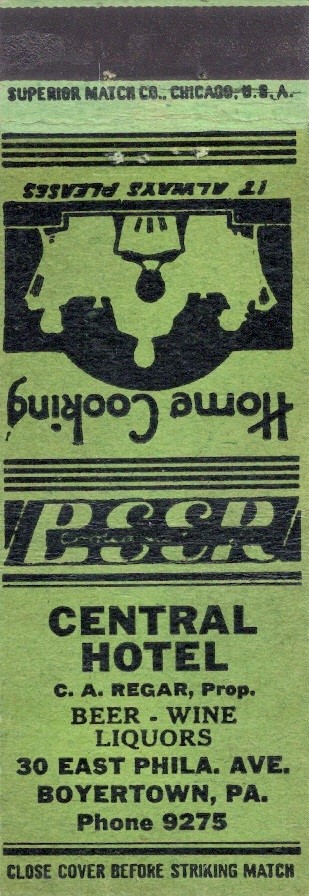 SUPERIOR MATCH CO., CHICAGO, U.S.A.
IT ALWAYS PLEASES
Home Cooking
BEER
CENTRAL
HOTEL
C. A. REGAR, Prop.
BEER - WINE
LIQUORS
30 EAST PHILA. AVE.
BOYERTOWN, PA.
Phone 9275
CLOSE COVER BEFORE STRIKING MATCH